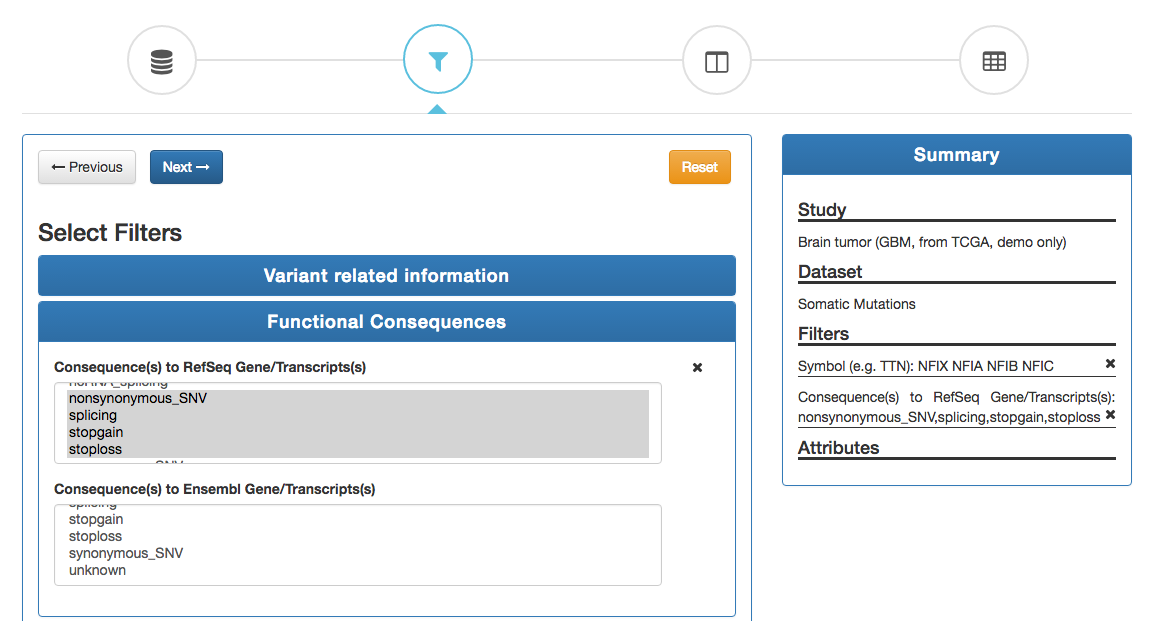 ← Previous
Next →
Reset
Select Filters
Variant related information
Functional Consequences
Consequence(s) to RefSeq Gene/Transcripts(s)
ncRNA_splicing
nonsynonymous_SNV
splicing
stopgain
stoploss
Consequence(s) to Ensembl Gene/Transcripts(s)
splicing
stopgain
stoploss
synonymous_SNV
unknown
Summary
Study
Brain tumor (GBM, from TCGA, demo only)
Dataset
Somatic Mutations
Filters
Symbol (e.g. TTN): NFIX NFIA NFIB NFIC
Consequence(s) to RefSeq Gene/Transcripts(s):
nonsynonymous_SNV,splicing,stopgain,stoploss
Attributes